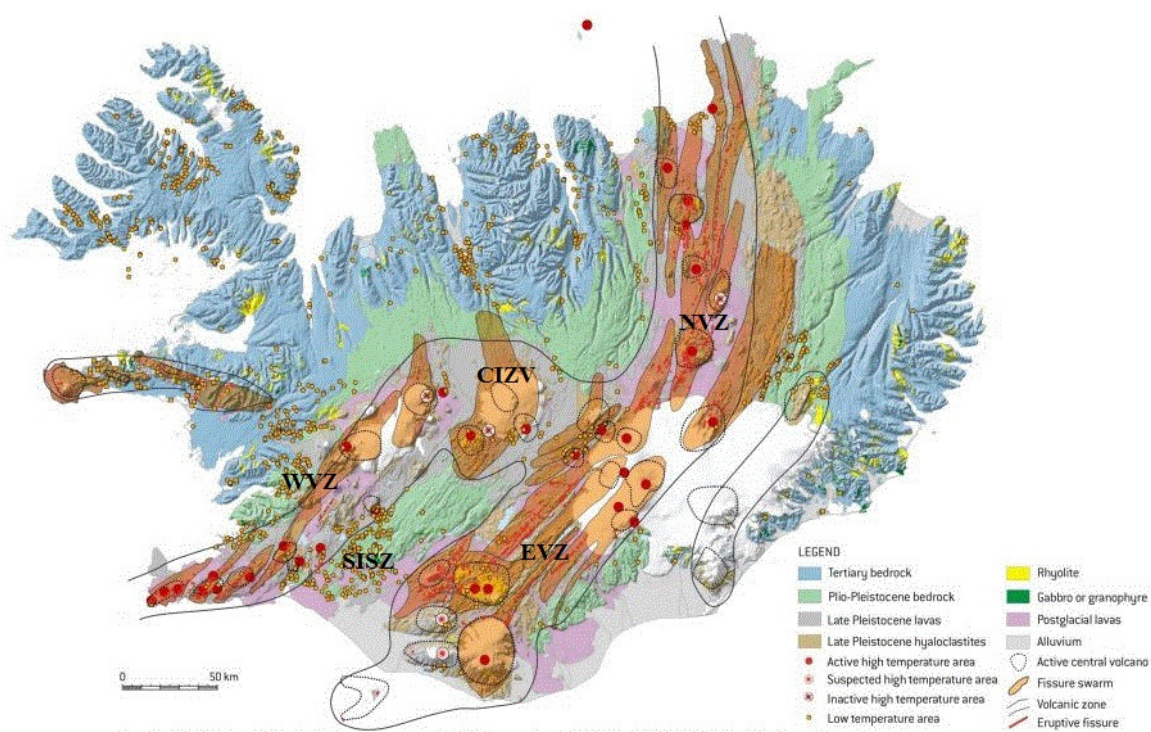 NVZ
CIZV
WVZ
SISZ
EVZ
0 50 km
LEGEND
Tertiary bedrock
Plio-Pleistocene bedrock
Late Pleistocene lavas
Late Pleistocene hyaloclastites
Active high temperature area
Suspected high temperature area
Inactive high temperature area
Low temperature area
Rhyolite
Gabbro or granophyre
Postglacial lavas
Alluvium
Active central volcano
Fissure swarm
Volcanic zone
Eruptive fissure